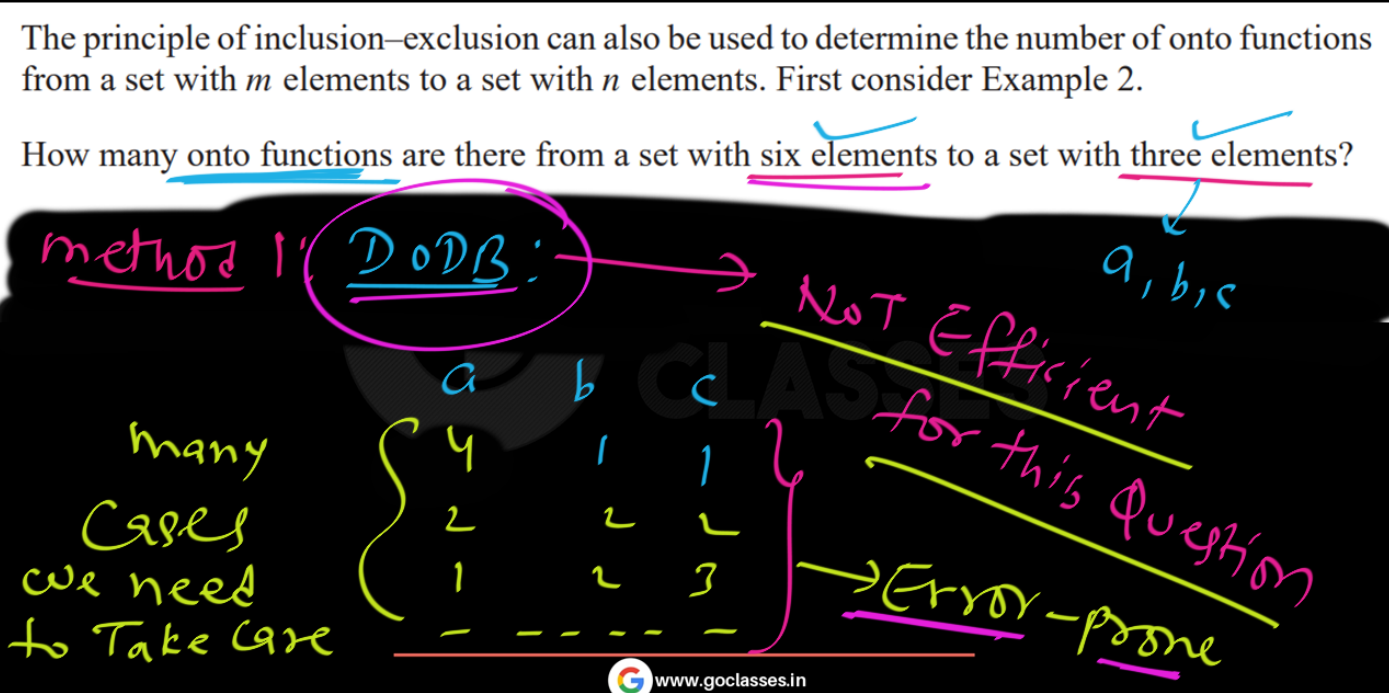 The principle of inclusion–exclusion can also be used to determine the number of onto functions
from a set with m elements to a set with n elements. First consider Example 2.
How many onto functions are there from a set with six elements to a set with three elements?
method 1: DODB:
a, b, c
NOT Efficient
for this Question
CLASSES
a b c
many
4 1 1
Cases
2 2 2
we need
1 2 3
to Take Care
- - - - - -
Error-prone
www.goclasses.in